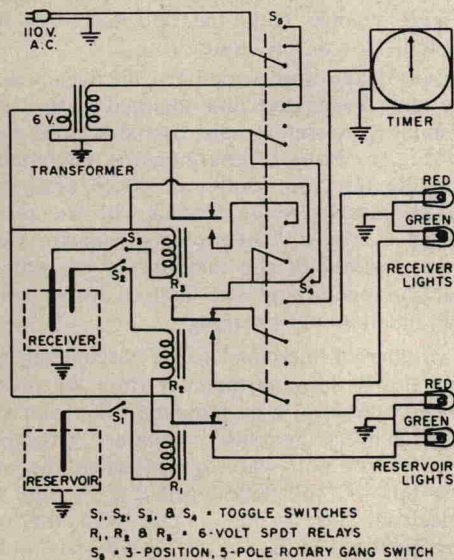 110 V.
A.C.
S₅
TIMER
6 V.
TRANSFORMER
RED
GREEN
RECEIVER
LIGHTS
S₃
S₂
S₄
R₃
RECEIVER
R₂
RED
GREEN
RESERVOIR
LIGHTS
S₁
RESERVOIR
R₁
S₁, S₂, S₃, & S₄ = TOGGLE SWITCHES
R₁, R₂ & R₃ = 6-VOLT SPDT RELAYS
S₅ = 3-POSITION, 5-POLE ROTARY GANG SWITCH